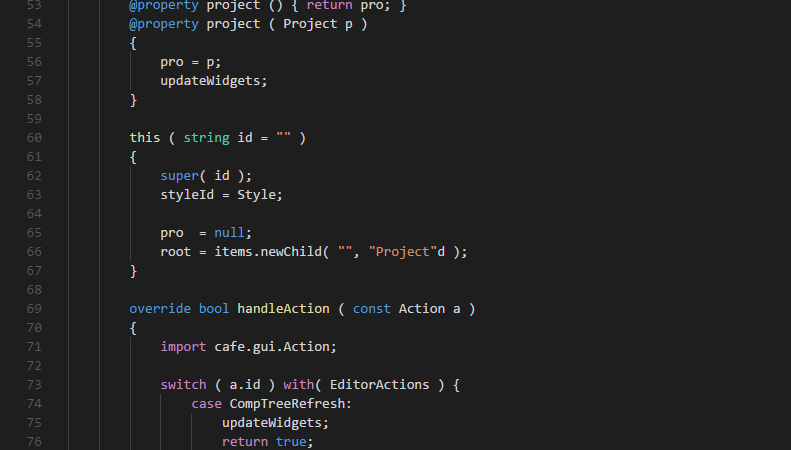 53 @property project () { return pro; }
54 @property project ( Project p )
55 {
56 pro = p;
57 updateWidgets;
58 }
59
60 this ( string id = "" )
61 {
62 super( id );
63 styleId = Style;
64
65 pro  = null;
66 root = items.newChild( "", "Project"d );
67 }
68
69 override bool handleAction ( const Action a )
70 {
71 import cafe.gui.Action;
72
73 switch ( a.id ) with( EditorActions ) {
74 case CompTreeRefresh:
75 updateWidgets;
76 return true;